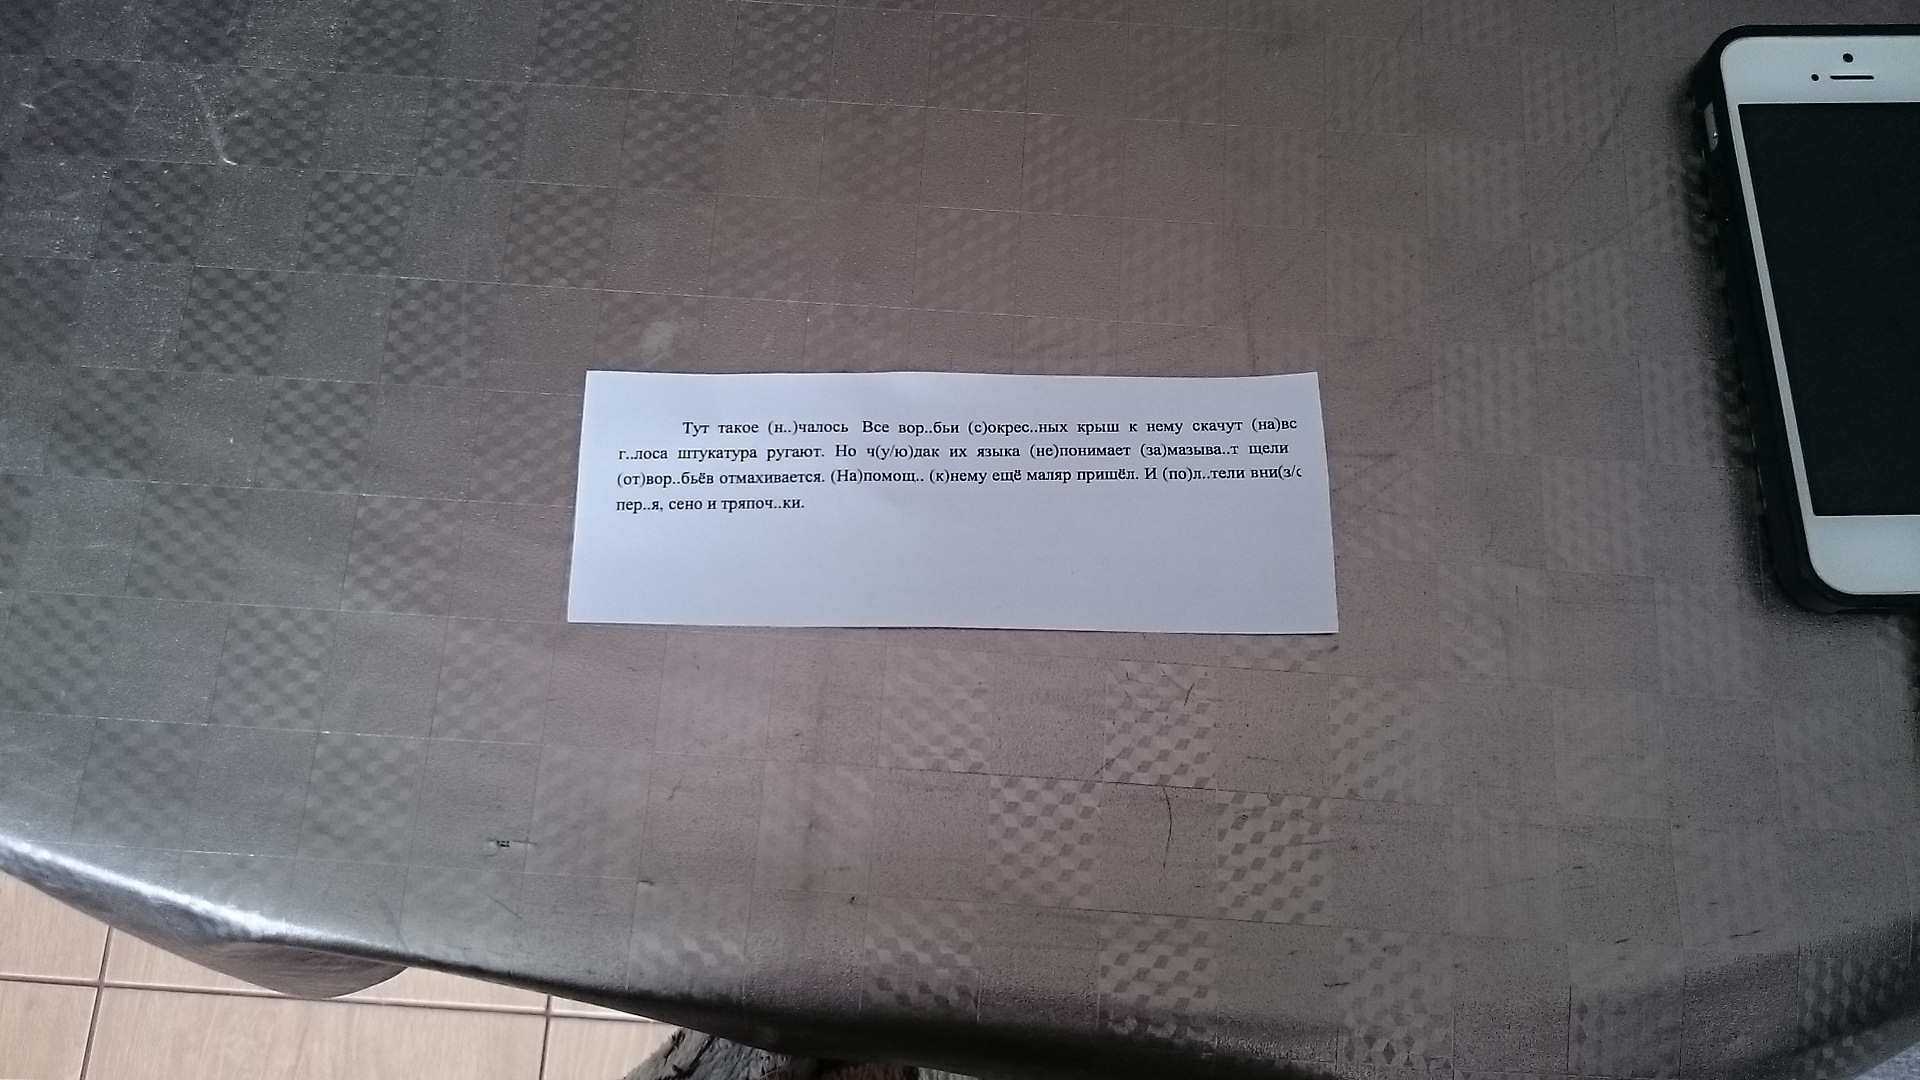 Тут такое (н..)чалось Все вор..бьи (с)окрес..ных крыш к нему скачут (на)вс
г..лоса штукатура ругают. Но ч(у/ю)дак их языка (не)понимает (за)мазыва..т щели
(от)вор..бьёв отмахивается. (На)помощ.. (к)нему ещё маляр пришёл. И (по)л..тели вни(з/с
пер..я, сено и тряпоч..ки.